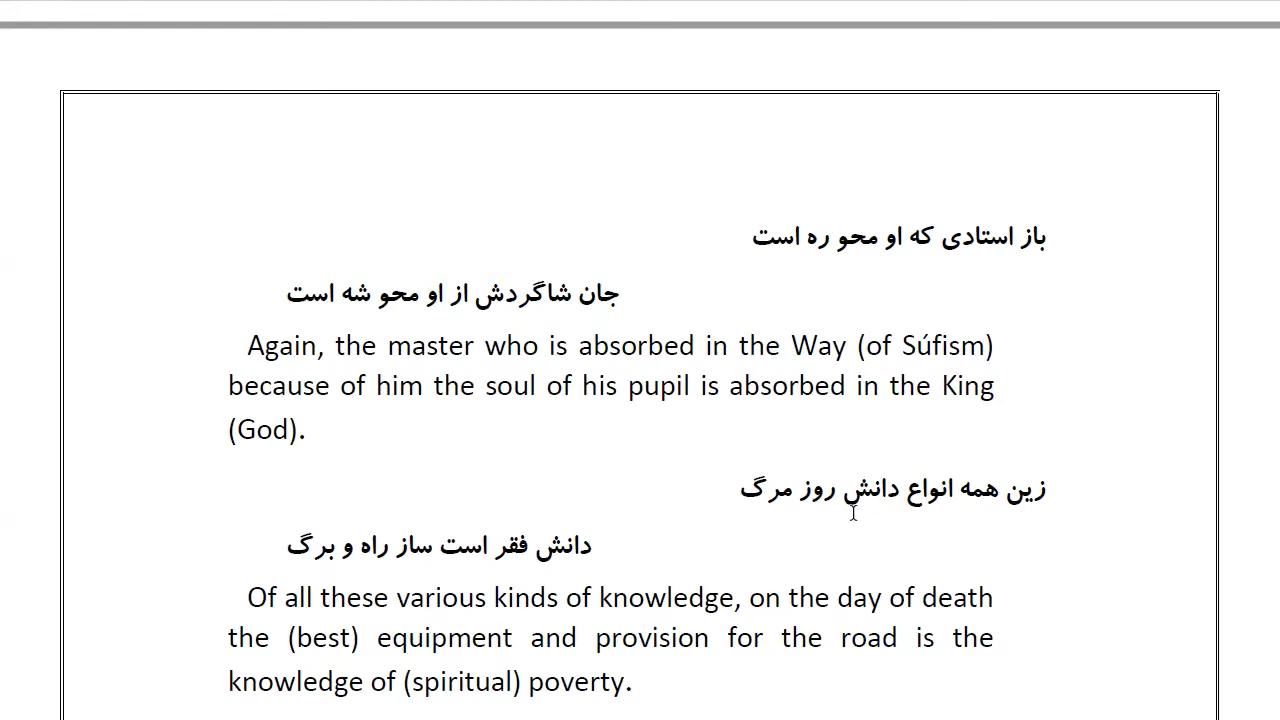 باز استادی که او محو ره است
جان شاگردش از او محو شه است
Again, the master who is absorbed in the Way (of Súfism)
because of him the soul of his pupil is absorbed in the King
(God).
زین همه انواع دانش روز مرگ
دانش فقر است ساز راه و برگ
Of all these various kinds of knowledge, on the day of death
the (best) equipment and provision for the road is the
knowledge of (spiritual) poverty.